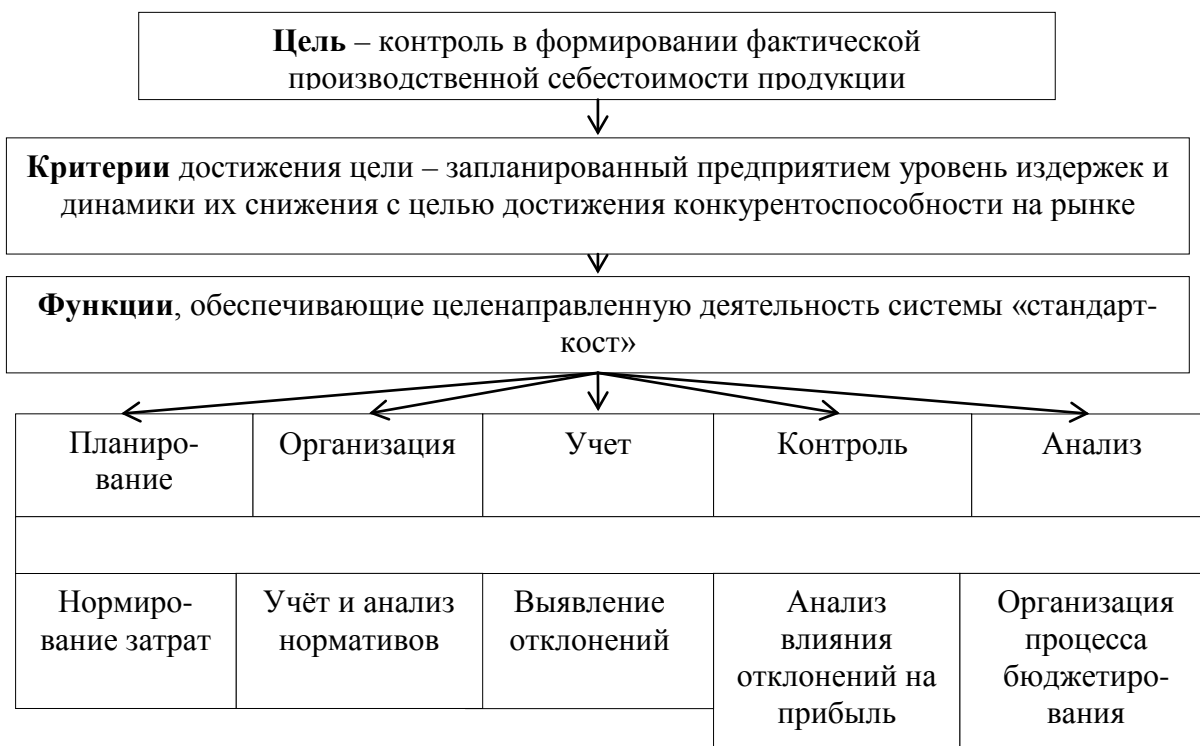 Цель – контроль в формировании фактической
производственной себестоимости продукции
Критерии достижения цели – запланированный предприятием уровень издержек и
динамики их снижения с целью достижения конкурентоспособности на рынке
Функции, обеспечивающие целенаправленную деятельность системы «стандарт-
кост»
Планиро-
вание
Организация
Учет
Контроль
Анализ
Нормиро-
вание затрат
Учёт и анализ
нормативов
Выявление
отклонений
Анализ
влияния
отклонений на
прибыль
Организация
процесса
бюджетиро-
вания